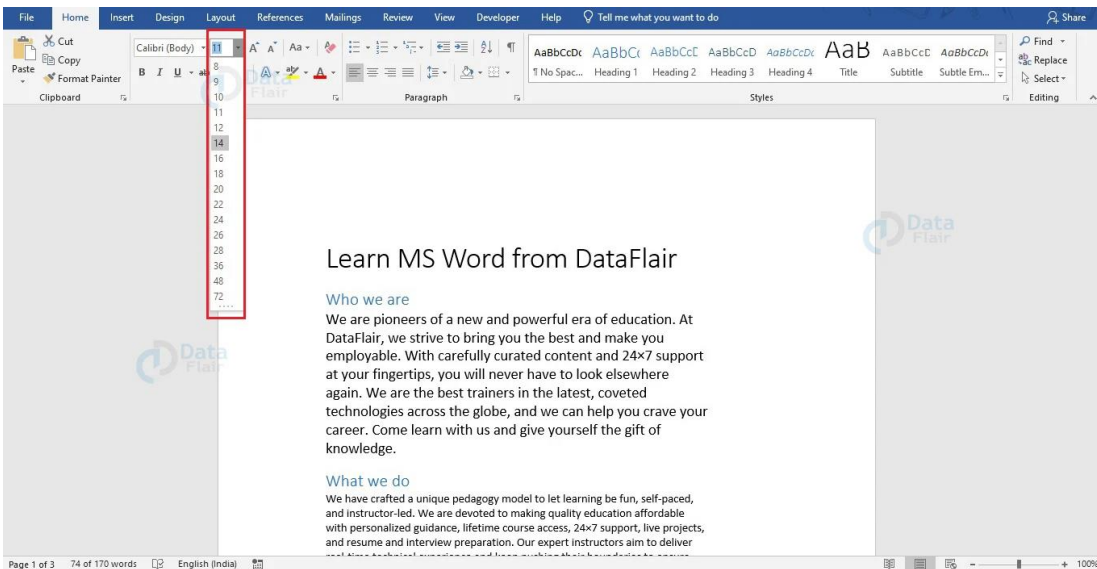 File Home Insert Design Layout References Mailings Review View Developer Help Tell me what you want to do Share
Cut
Copy
Format Painter
Paste
Clipboard
Calibri (Body) 11
B I U
Aa
8
9
10
11
12
14
16
18
20
22
24
26
28
36
48
72
Paragraph
AaBbCcDc AaBbC( AaBbCcE AaBbCcD AaBbCcDc AaB AaBbCcD AaBbCcDc
¶ No Spac... Heading 1 Heading 2 Heading 3 Heading 4 Title Subtitle Subtle Em...
Styles
Find
Replace
Select
Editing
Data
Flair
Learn MS Word from DataFlair
Who we are
We are pioneers of a new and powerful era of education. At
DataFlair, we strive to bring you the best and make you
employable. With carefully curated content and 24×7 support
at your fingertips, you will never have to look elsewhere
again. We are the best trainers in the latest, coveted
technologies across the globe, and we can help you crave your
career. Come learn with us and give yourself the gift of
knowledge.
What we do
We have crafted a unique pedagogy model to let learning be fun, self-paced,
and instructor-led. We are devoted to making quality education affordable
with personalized guidance, lifetime course access, 24×7 support, live projects,
and resume and interview preparation. Our expert instructors aim to deliver
Data
Flair
Data
Flair
Page 1 of 3 74 of 170 words English (India) 100%